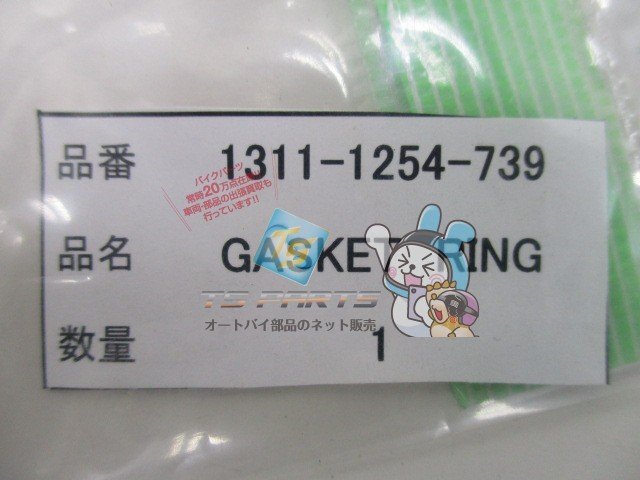 品番 1311-1254-739
バイクパーツ
常時20万点在庫!!
車両・部品の出張買取も
行っています!!
品名 GASKET RING
TS PARTS
オートバイ部品のネット販売
数量 1